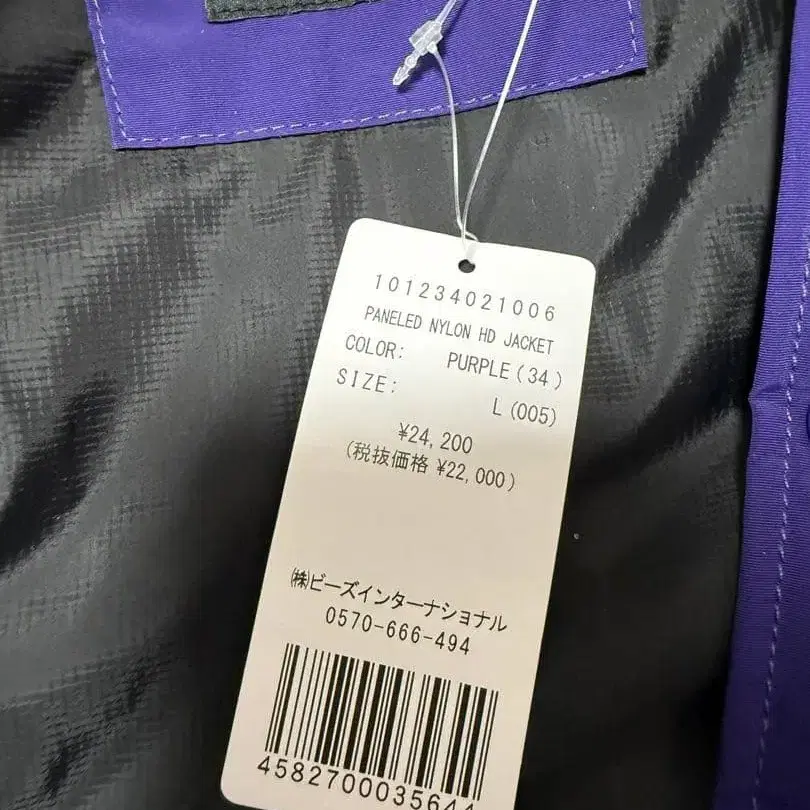 101234021006
PANELED NYLON HD JACKET
COLOR: PURPLE(34)
SIZE: L(005)
¥24,200
(税抜価格 ¥22,000)
㈱ビーズインターナショナル
0570-666-494
4582700035644